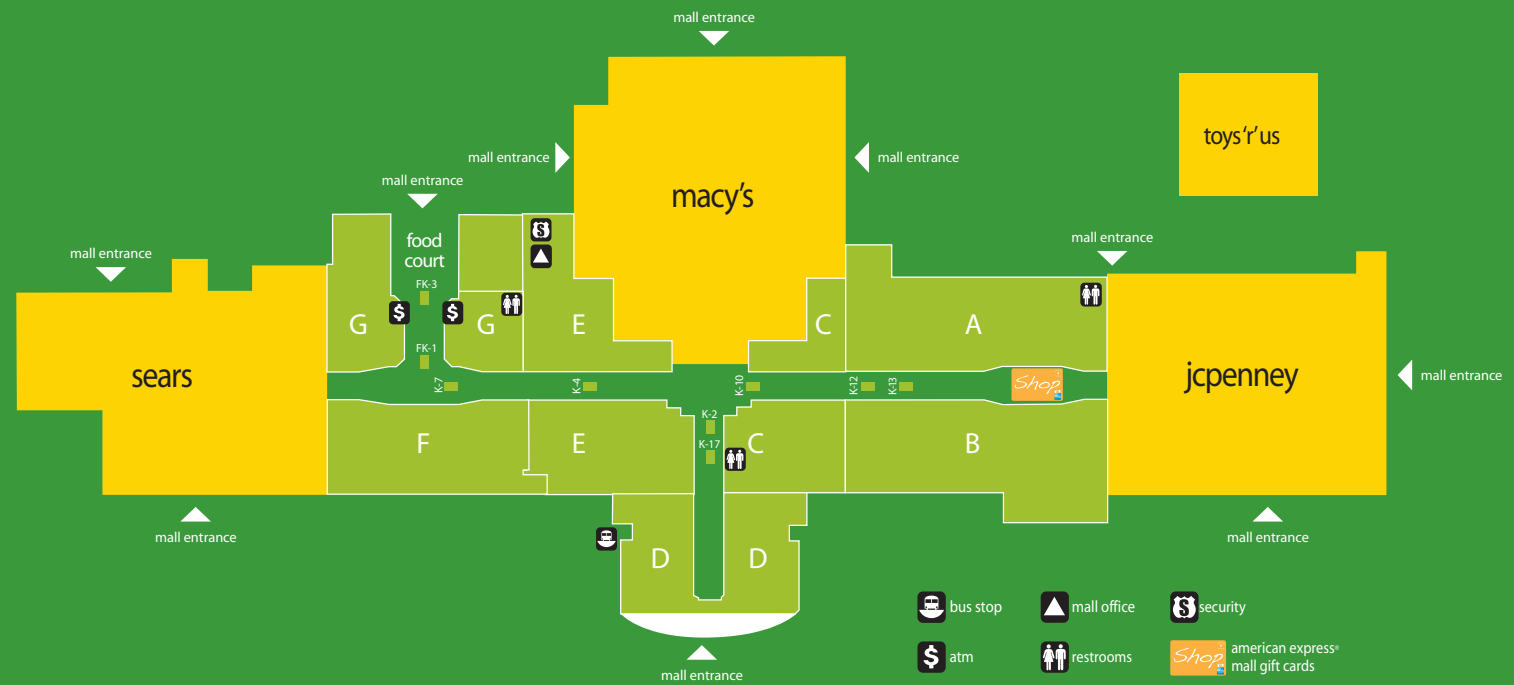 mall entrance
toys'r'us
mall entrance
mall entrance
mall entrance
macy's
food
court
mall entrance
mall entrance
FK-3
S
$
$
G
G
E
C
A
FK-1
sears
jcpenney
mall entrance
K-7
K-4
K-10
K-12
K-13
Shop
K-2
K-17
F
E
C
B
mall entrance
mall entrance
D
D
bus stop
mall office
S
security
$
atm
restrooms
Shop
american express®
mall gift cards
mall entrance